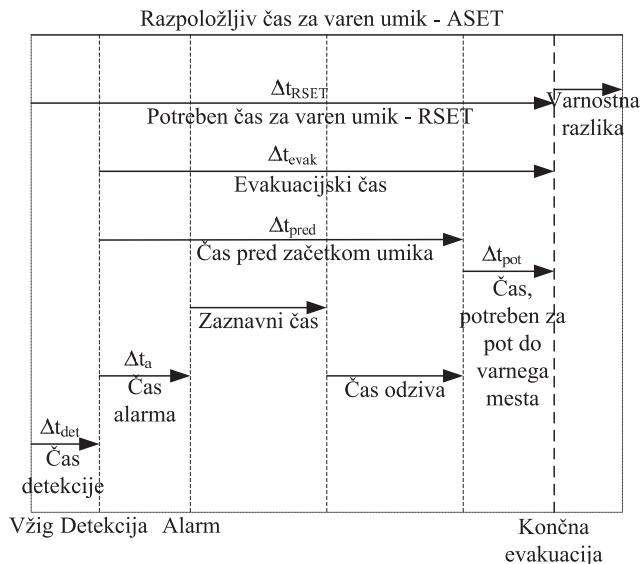 Razpoložljiv čas za varen umik - ASET
Δt_RSET
Potreben čas za varen umik - RSET
Varnostna
razlika
Δt_evak
Evakuacijski čas
Δt_pred
Čas pred začetkom umika
Δt_pot
Čas,
potreben za
pot do
varnega
mesta
Zaznavni čas
Δt_a
Čas
alarma
Čas odziva
Δt_det
Čas
detekcije
Vžig Detekcija Alarm
Končna
evakuacija